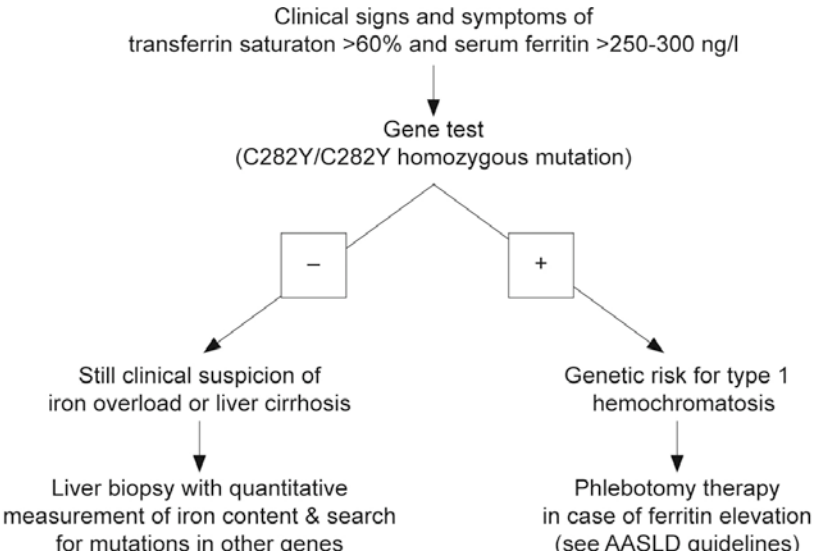 Clinical signs and symptoms of
transferrin saturaton >60% and serum ferritin >250-300 ng/l
Gene test
(C282Y/C282Y homozygous mutation)
–
+
Still clinical suspicion of
iron overload or liver cirrhosis
Genetic risk for type 1
hemochromatosis
Liver biopsy with quantitative
measurement of iron content & search
for mutations in other genes
Phlebotomy therapy
in case of ferritin elevation
(see AASLD guidelines)